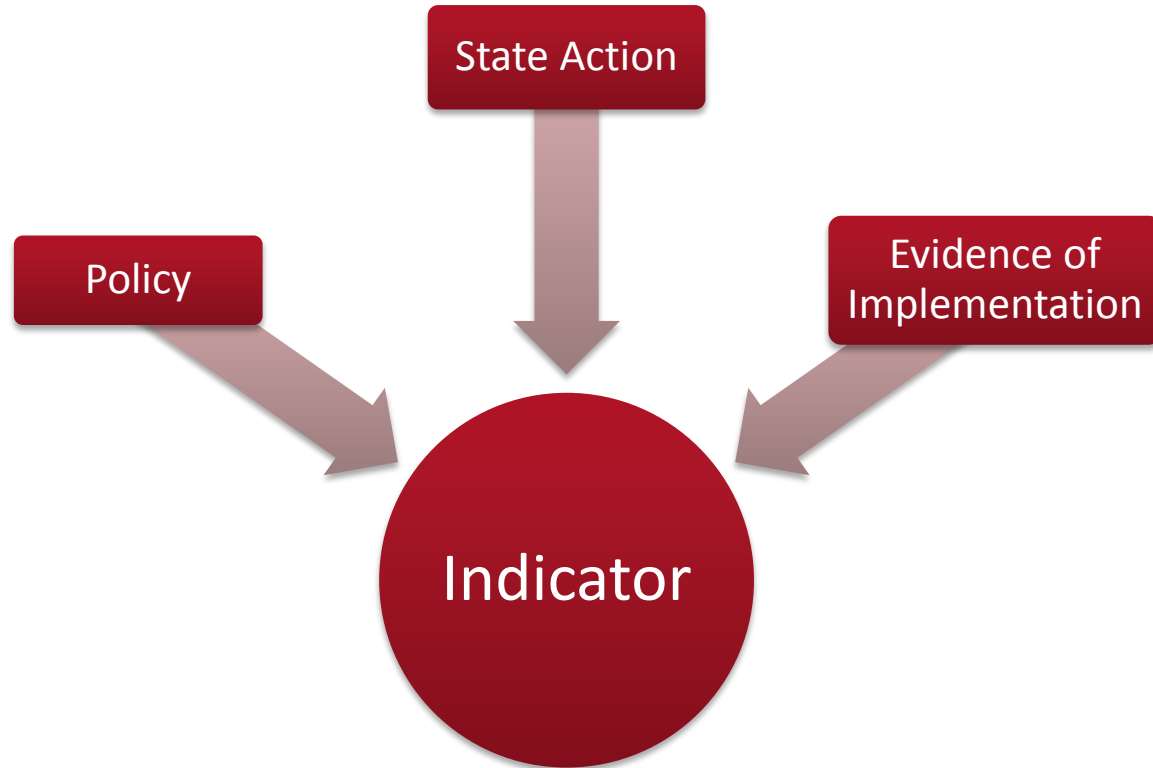 State Action
Policy
Evidence of
Implementation
Indicator